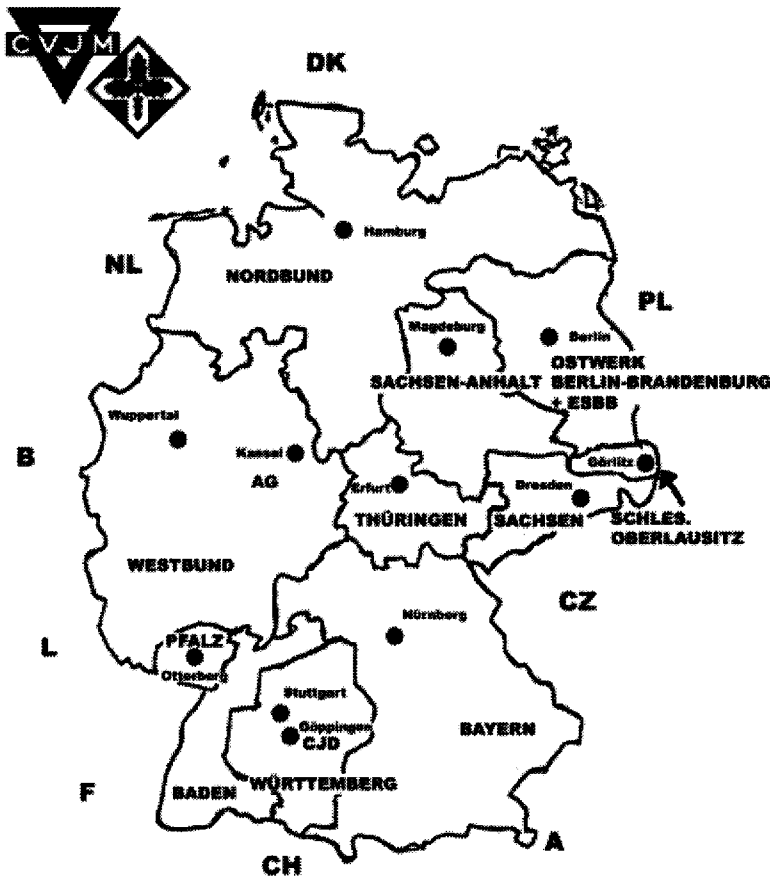 CVJM
DK
Hamburg
NL
NORDBUND
PL
Magdeburg
Berlin
SACHSEN-ANHALT
OSTWERK
BERLIN-BRANDENBURG
+ ESBB
Wuppertal
B
Kassel
AG
Erfurt
Görlitz
Dresden
THÜRINGEN
SACHSEN
SCHLES.
OBERLAUSITZ
WESTBUND
CZ
Nürnberg
L
PFALZ
Otterberg
Stuttgart
Göppingen
CJD
BAYERN
F
BADEN
WÜRTTEMBERG
A
CH